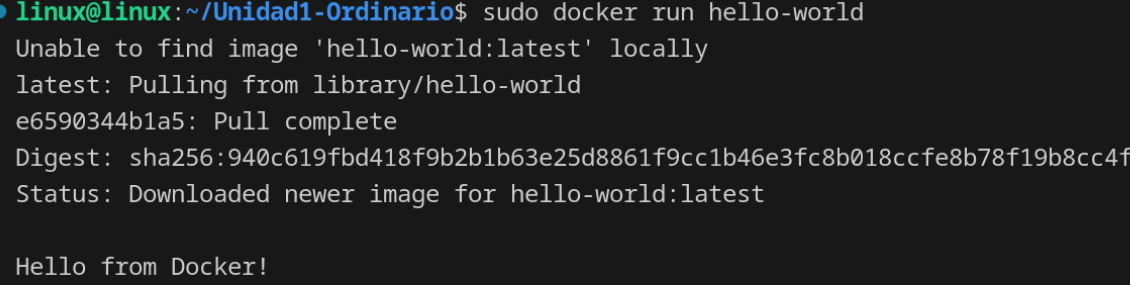 linux@linux:~/Unidad1-Ordinario$ sudo docker run hello-world
Unable to find image 'hello-world:latest' locally
latest: Pulling from library/hello-world
e6590344b1a5: Pull complete
Digest: sha256:940c619fbd418f9b2b1b63e25d8861f9cc1b46e3fc8b018ccfe8b78f19b8cc4f
Status: Downloaded newer image for hello-world:latest

Hello from Docker!